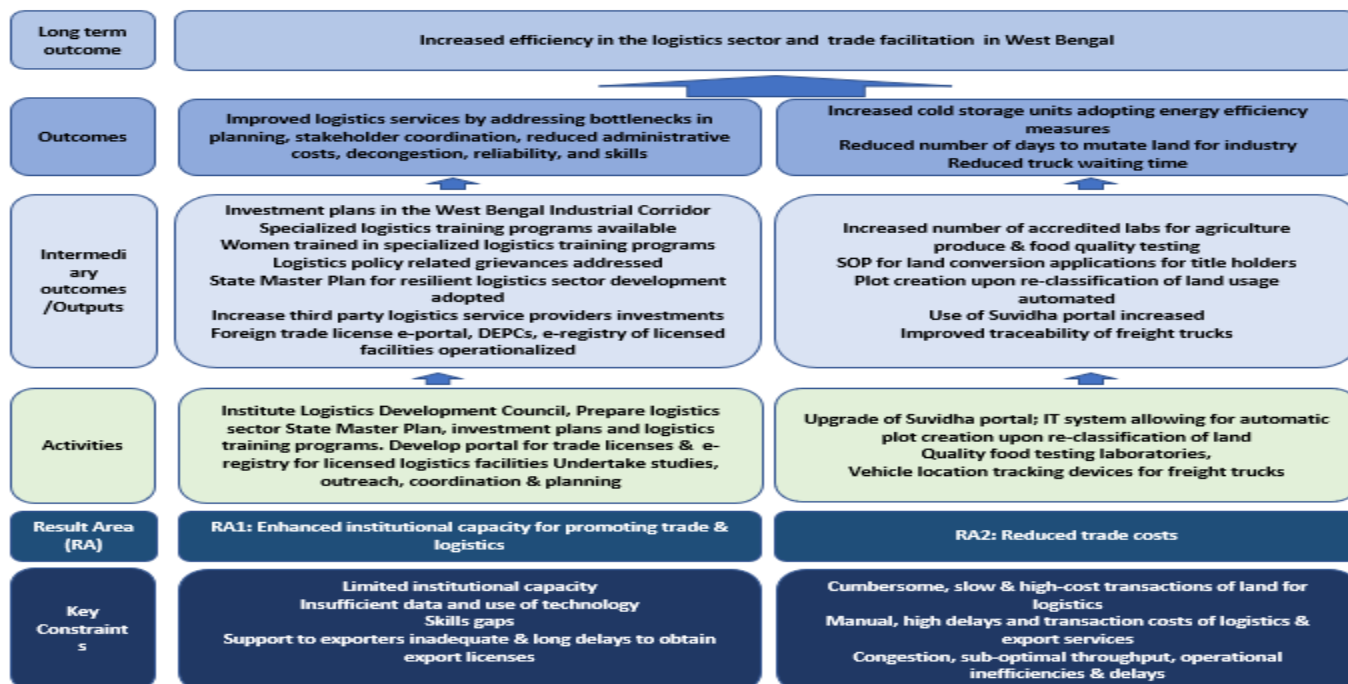 Long term
outcome
Increased efficiency in the logistics sector and trade facilitation in West Bengal
Outcomes
Improved logistics services by addressing bottlenecks in
planning, stakeholder coordination, reduced administrative
costs, decongestion, reliability, and skills
Increased cold storage units adopting energy efficiency
measures
Reduced number of days to mutate land for industry
Reduced truck waiting time
Intermedi
ary
outcomes
/Outputs
Investment plans in the West Bengal Industrial Corridor
Specialized logistics training programs available
Women trained in specialized logistics training programs
Logistics policy related grievances addressed
State Master Plan for resilient logistics sector development
adopted
Increase third party logistics service providers investments
Foreign trade license e-portal, DEPCs, e-registry of licensed
facilities operationalized
Increased number of accredited labs for agriculture
produce & food quality testing
SOP for land conversion applications for title holders
Plot creation upon re-classification of land usage
automated
Use of Suvidha portal increased
Improved traceability of freight trucks
Activities
Institute Logistics Development Council, Prepare logistics
sector State Master Plan, investment plans and logistics
training programs. Develop portal for trade licenses & e-
registry for licensed logistics facilities Undertake studies,
outreach, coordination & planning
Upgrade of Suvidha portal; IT system allowing for automatic
plot creation upon re-classification of land
Quality food testing laboratories,
Vehicle location tracking devices for freight trucks
Result Area
(RA)
RA1: Enhanced institutional capacity for promoting trade &
logistics
RA2: Reduced trade costs
Key
Constraint
s
Limited institutional capacity
Insufficient data and use of technology
Skills gaps
Support to exporters inadequate & long delays to obtain
export licenses
Cumbersome, slow & high-cost transactions of land for
logistics
Manual, high delays and transaction costs of logistics &
export services
Congestion, sub-optimal throughput, operational
inefficiencies & delays